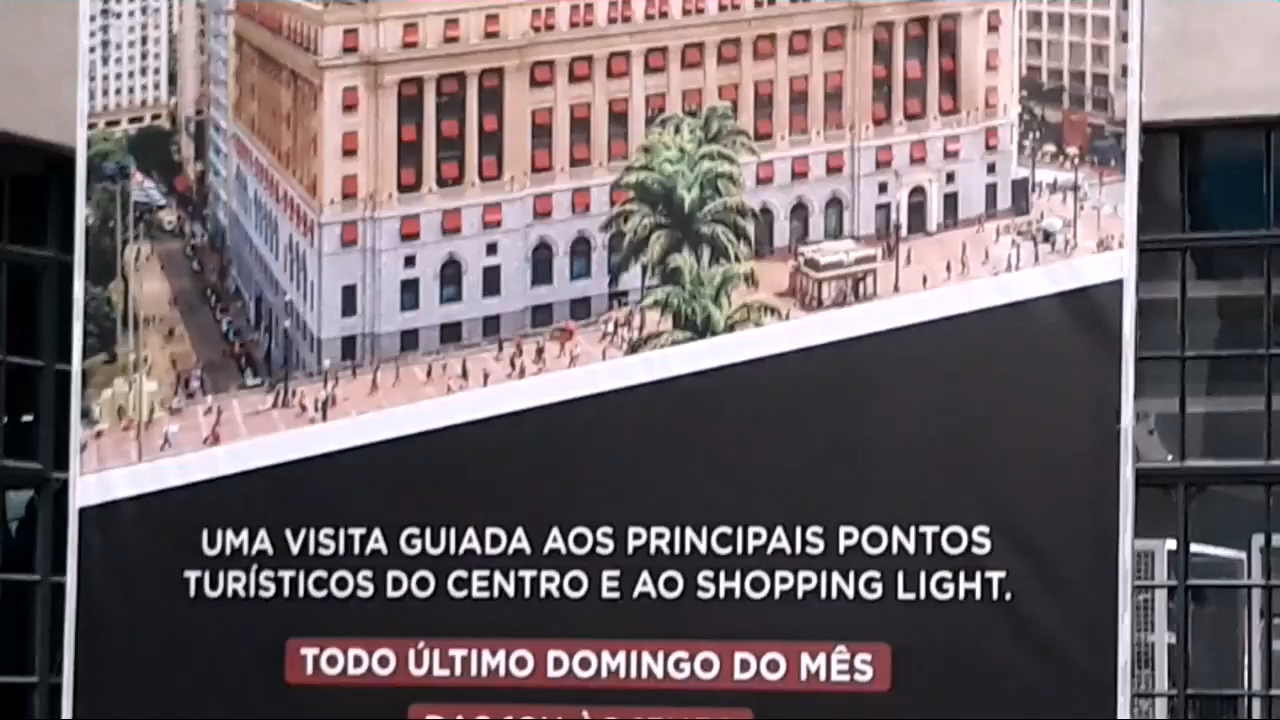 UMA VISITA GUIADA AOS PRINCIPAIS PONTOS
TURÍSTICOS DO CENTRO E AO SHOPPING LIGHT.
TODO ÚLTIMO DOMINGO DO MÊS